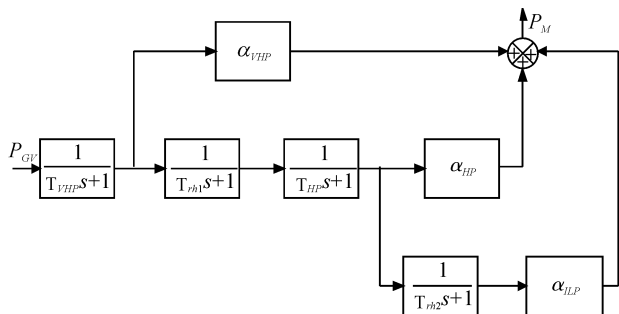 P_M
α_VHP
+ + +
P_GV
1 / T_VHP s+1
1 / T_rh1 s+1
1 / T_HP s+1
α_HP
1 / T_rh2 s+1
α_ILP